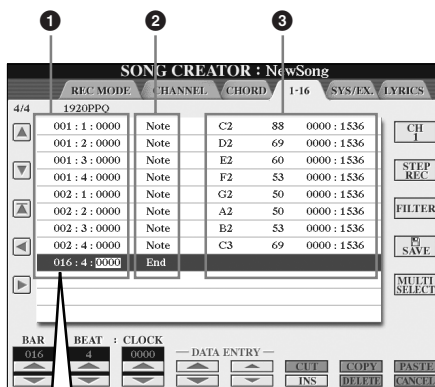 1 2 3
SONG CREATOR : NewSong
REC MODE CHANNEL CHORD 1-16 SYS/EX. LYRICS
4/4 1920PPQ
001 : 1 : 0000 Note C2 88 0000 : 1536
001 : 2 : 0000 Note D2 69 0000 : 1536
001 : 3 : 0000 Note E2 60 0000 : 1536
001 : 4 : 0000 Note F2 53 0000 : 1536
002 : 1 : 0000 Note G2 50 0000 : 1536
002 : 2 : 0000 Note A2 50 0000 : 1536
002 : 3 : 0000 Note B2 53 0000 : 1536
002 : 4 : 0000 Note C3 69 0000 : 1536
016 : 4 : 0000 End
CH
1
STEP
REC
FILTER
SAVE
MULTI
SELECT
BAR BEAT : CLOCK
016 4 0000 DATA ENTRY
CUT COPY PASTE
INS DELETE CANCEL